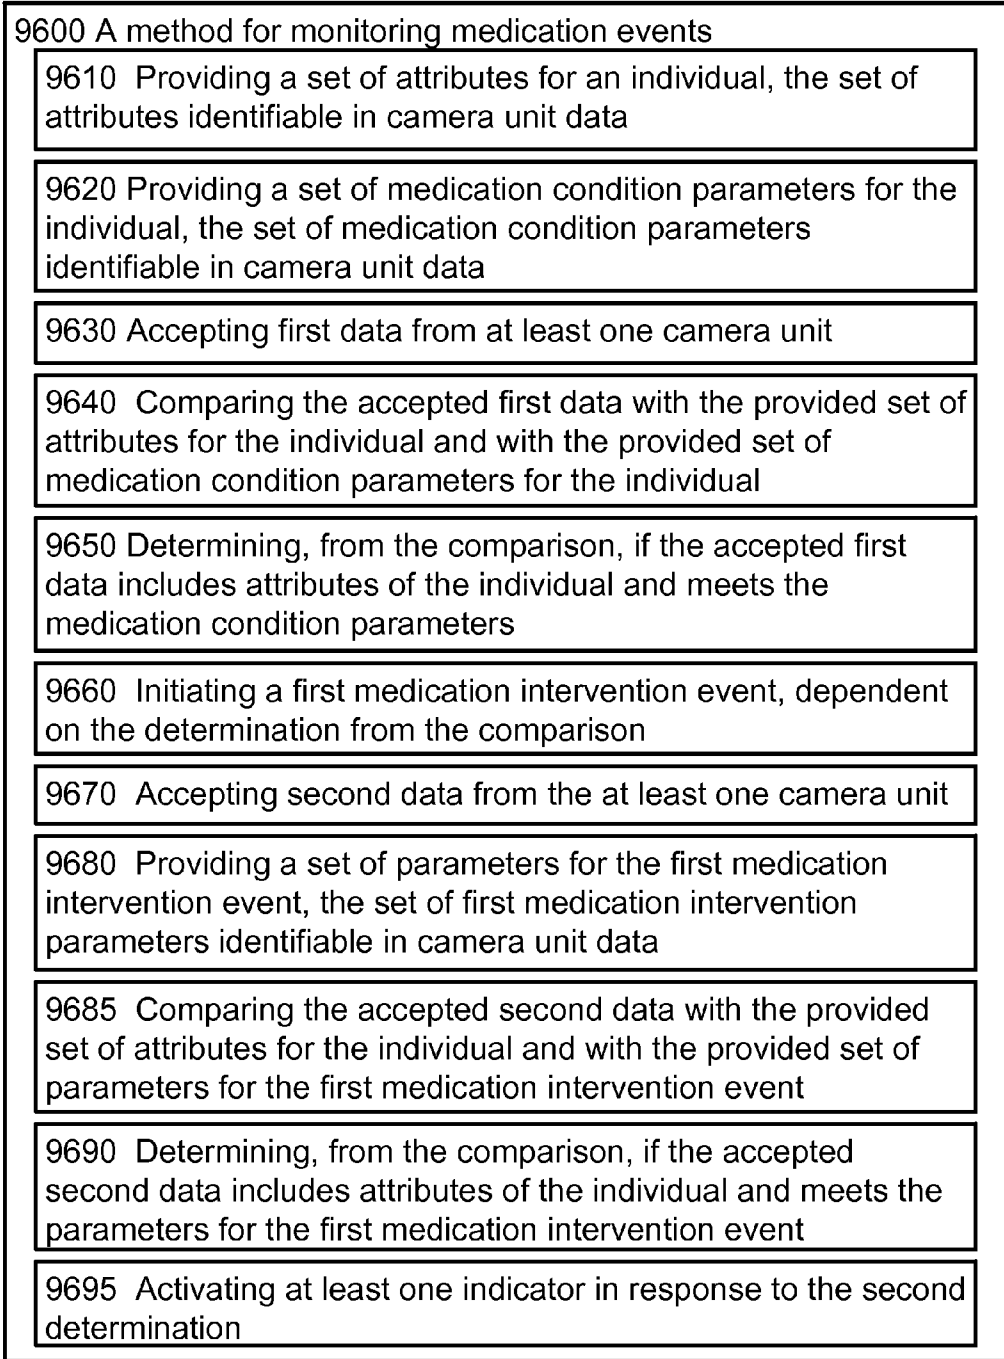 9600 A method for monitoring medication events
9610 Providing a set of attributes for an individual, the set of
attributes identifiable in camera unit data
9620 Providing a set of medication condition parameters for the
individual, the set of medication condition parameters
identifiable in camera unit data
9630 Accepting first data from at least one camera unit
9640 Comparing the accepted first data with the provided set of
attributes for the individual and with the provided set of
medication condition parameters for the individual
9650 Determining, from the comparison, if the accepted first
data includes attributes of the individual and meets the
medication condition parameters
9660 Initiating a first medication intervention event, dependent
on the determination from the comparison
9670 Accepting second data from the at least one camera unit
9680 Providing a set of parameters for the first medication
intervention event, the set of first medication intervention
parameters identifiable in camera unit data
9685 Comparing the accepted second data with the provided
set of attributes for the individual and with the provided set of
parameters for the first medication intervention event
9690 Determining, from the comparison, if the accepted
second data includes attributes of the individual and meets the
parameters for the first medication intervention event
9695 Activating at least one indicator in response to the second
determination